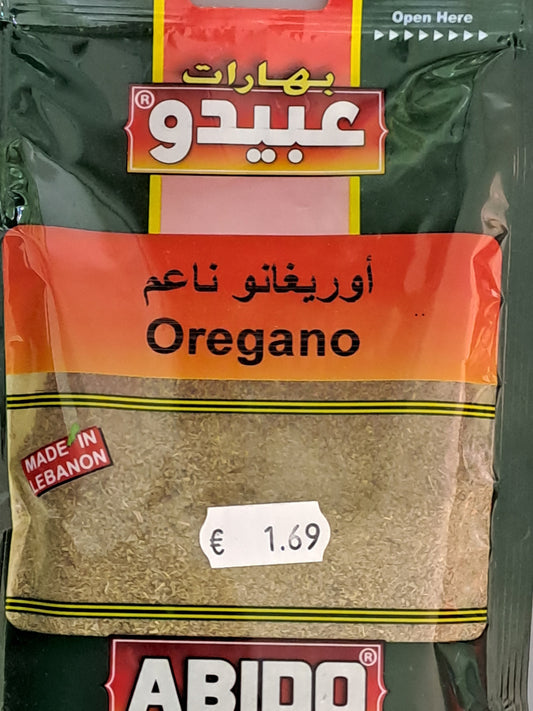 Open Here
بهارات
عبيدو®
أوريغانو ناعم
Oregano
MADE IN
LEBANON
€ 1.69
ABIDO®